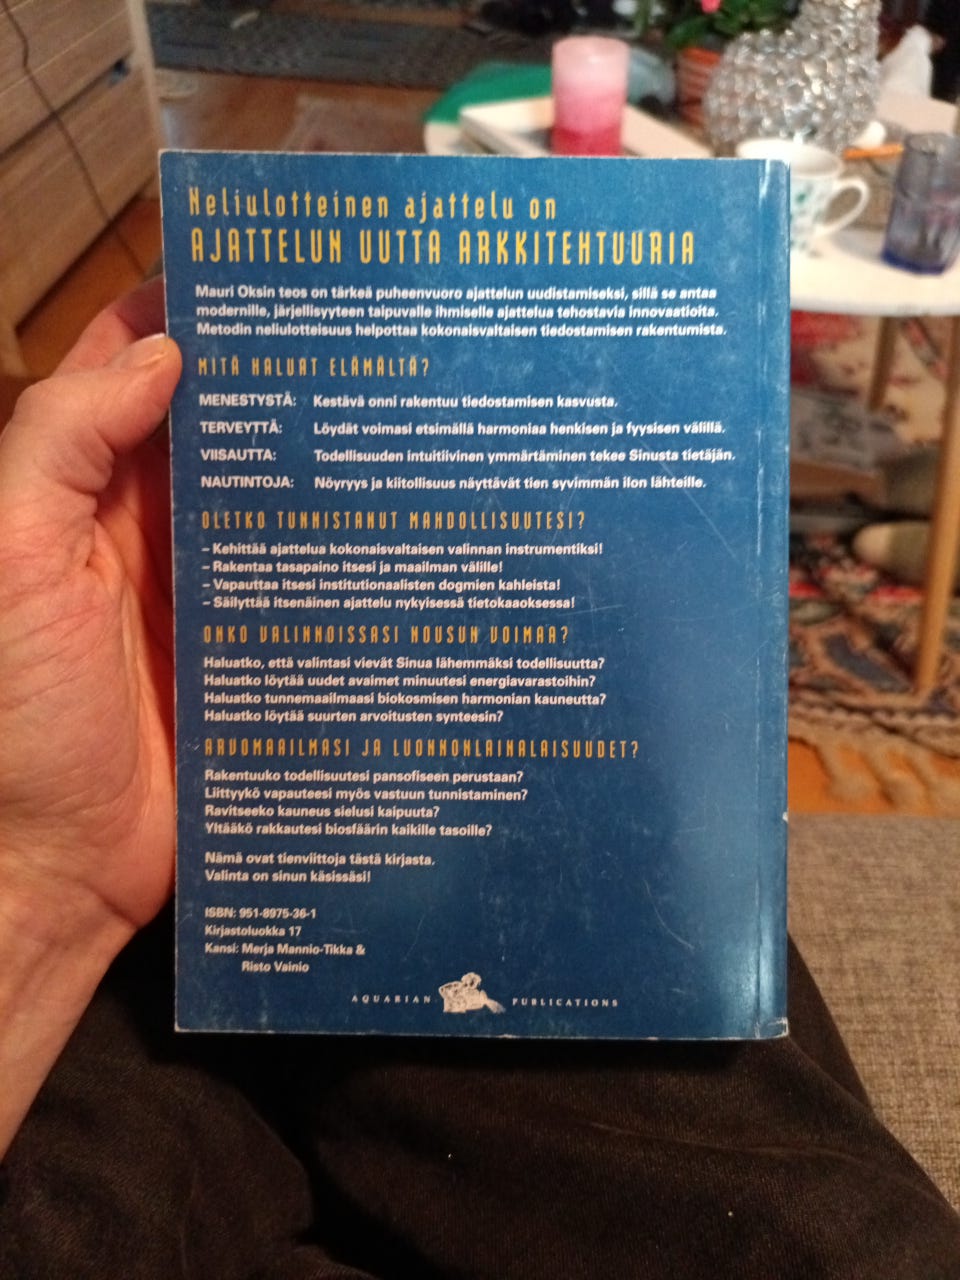 Neliulotteinen ajattelu on
AJATTELUN UUTTA ARKKITEHTUURIA
Mauri Oksin teos on tärkeä puheenvuoro ajattelun uudistamiseksi, sillä se antaa
modernille, järjellisyyteen taipuvalle ihmiselle ajattelua tehostavia innovaatioita.
Metodin neliulotteisuus helpottaa kokonaisvaltaisen tiedostamisen rakentumista.
MITÄ HALUAT ELÄMÄLTÄ?
MENESTYSTÄ: Kestävä onni rakentuu tiedostamisen kasvusta.
TERVEYTTÄ: Löydät voimasi etsimällä harmoniaa henkisen ja fyysisen välillä.
VIISAUTTA: Todellisuuden intuitiivinen ymmärtäminen tekee Sinusta tietäjän.
NAUTINTOJA: Nöyryys ja kiitollisuus näyttävät tien syvimmän ilon lähteille.
OLETKO TUNNISTANUT MAHDOLLISUUTESI?
– Kehittää ajattelua kokonaisvaltaisen valinnan instrumentiksi!
– Rakentaa tasapaino itsesi ja maailman välille!
– Vapauttaa itsesi institutionaalisten dogmien kahleista!
– Säilyttää itsenäinen ajattelu nykyisessä tietokaaoksessa!
ONKO VALINNOISSASI NOUSUN VOIMAA?
Haluatko, että valintasi vievät Sinua lähemmäksi todellisuutta?
Haluatko löytää uudet avaimet minuutesi energiavarastoihin?
Haluatko tunnemaailmaasi biokosmisen harmonian kauneutta?
Haluatko löytää suurten arvoitusten synteesin?
ARVOMAAILMASI JA LUONNONLAINALAISUUDET?
Rakentuuko todellisuutesi pansofiseen perustaan?
Liittyykö vapauteesi myös vastuun tunnistaminen?
Ravitseeko kauneus sielusi kaipuuta?
Yltääkö rakkautesi biosfäärin kaikille tasoille?
Nämä ovat tienviittoja tästä kirjasta.
Valinta on sinun käsissäsi!
ISBN: 951-8975-36-1
Kirjastoluokka 17
Kansi: Merja Mannio-Tikka &
Risto Vainio
AQUARIAN PUBLICATIONS